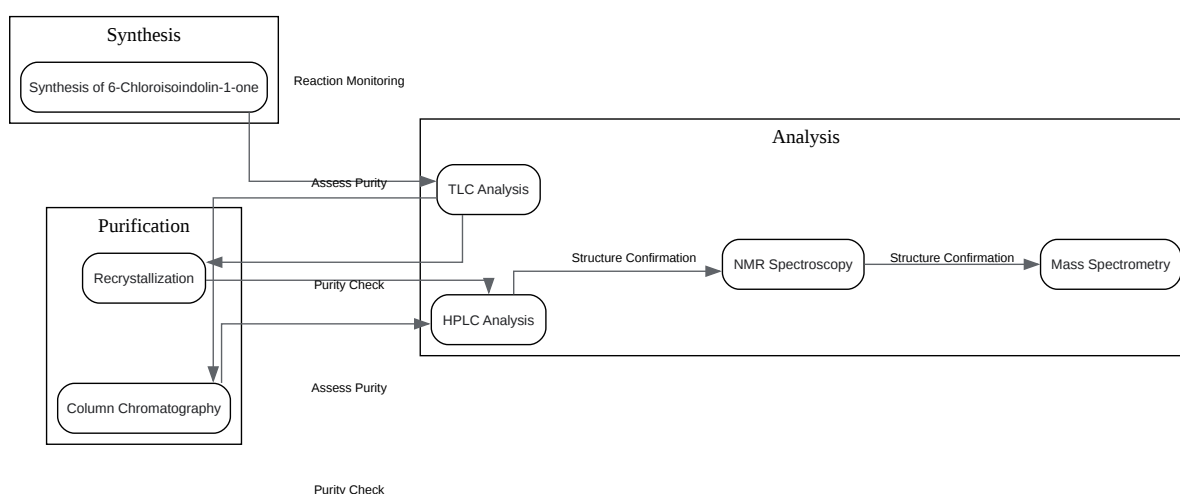 Synthesis
Synthesis of 6-Chloroisoindolin-1-one
Reaction Monitoring
Analysis
Assess Purity
TLC Analysis
Purification
Recrystallization
Purity Check
HPLC Analysis
Structure Confirmation
NMR Spectroscopy
Structure Confirmation
Mass Spectrometry
Column Chromatography
Assess Purity
Purity Check